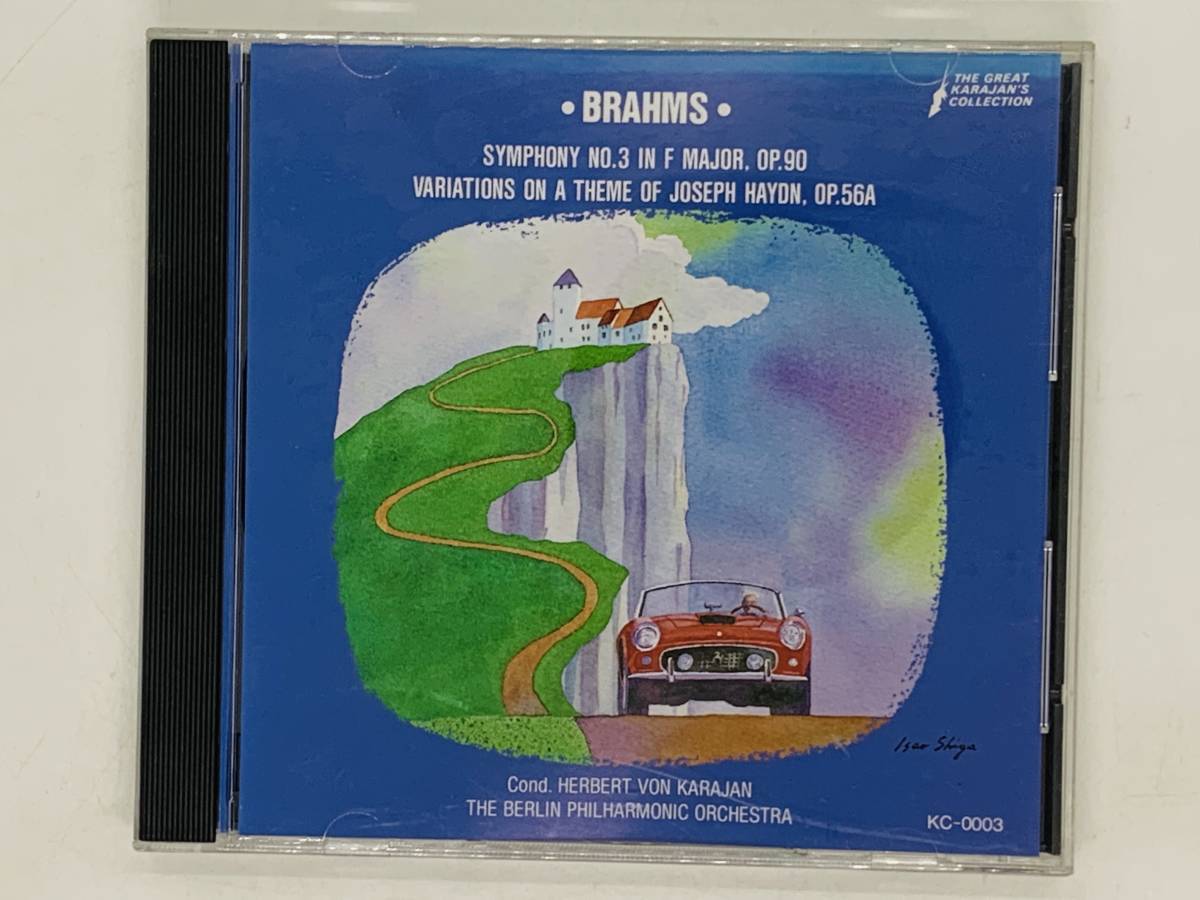 THE GREAT
KARAJAN'S
COLLECTION
• BRAHMS •
SYMPHONY NO.3 IN F MAJOR, OP.90
VARIATIONS ON A THEME OF JOSEPH HAYDN, OP.56A
Isao Shiga
Cond. HERBERT VON KARAJAN
THE BERLIN PHILHARMONIC ORCHESTRA
KC-0003